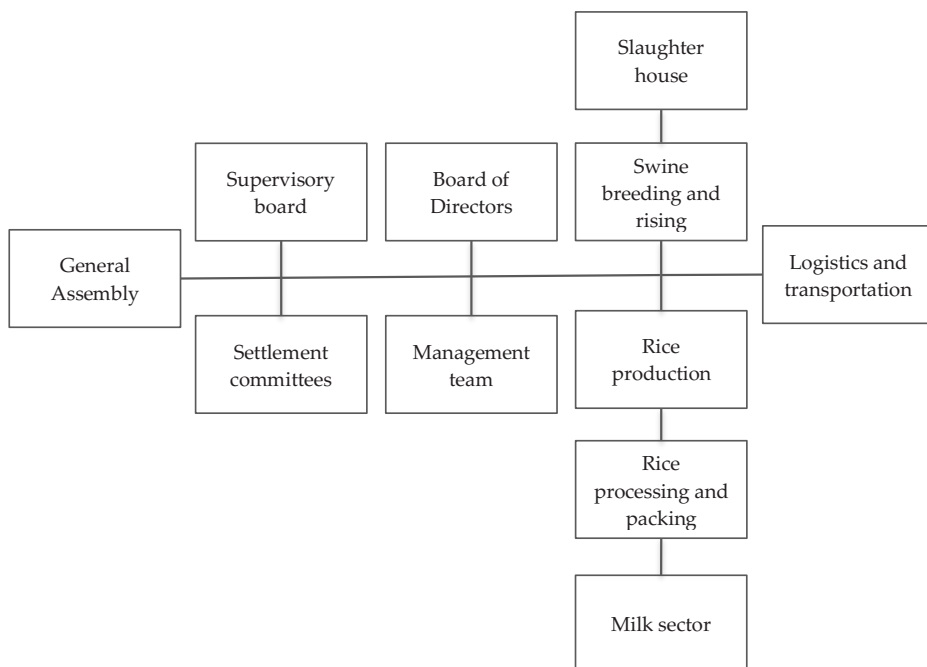 Slaughter
house
Supervisory
board
Board of
Directors
Swine
breeding and
rising
General
Assembly
Logistics and
transportation
Settlement
committees
Management
team
Rice
production
Rice
processing and
packing
Milk sector